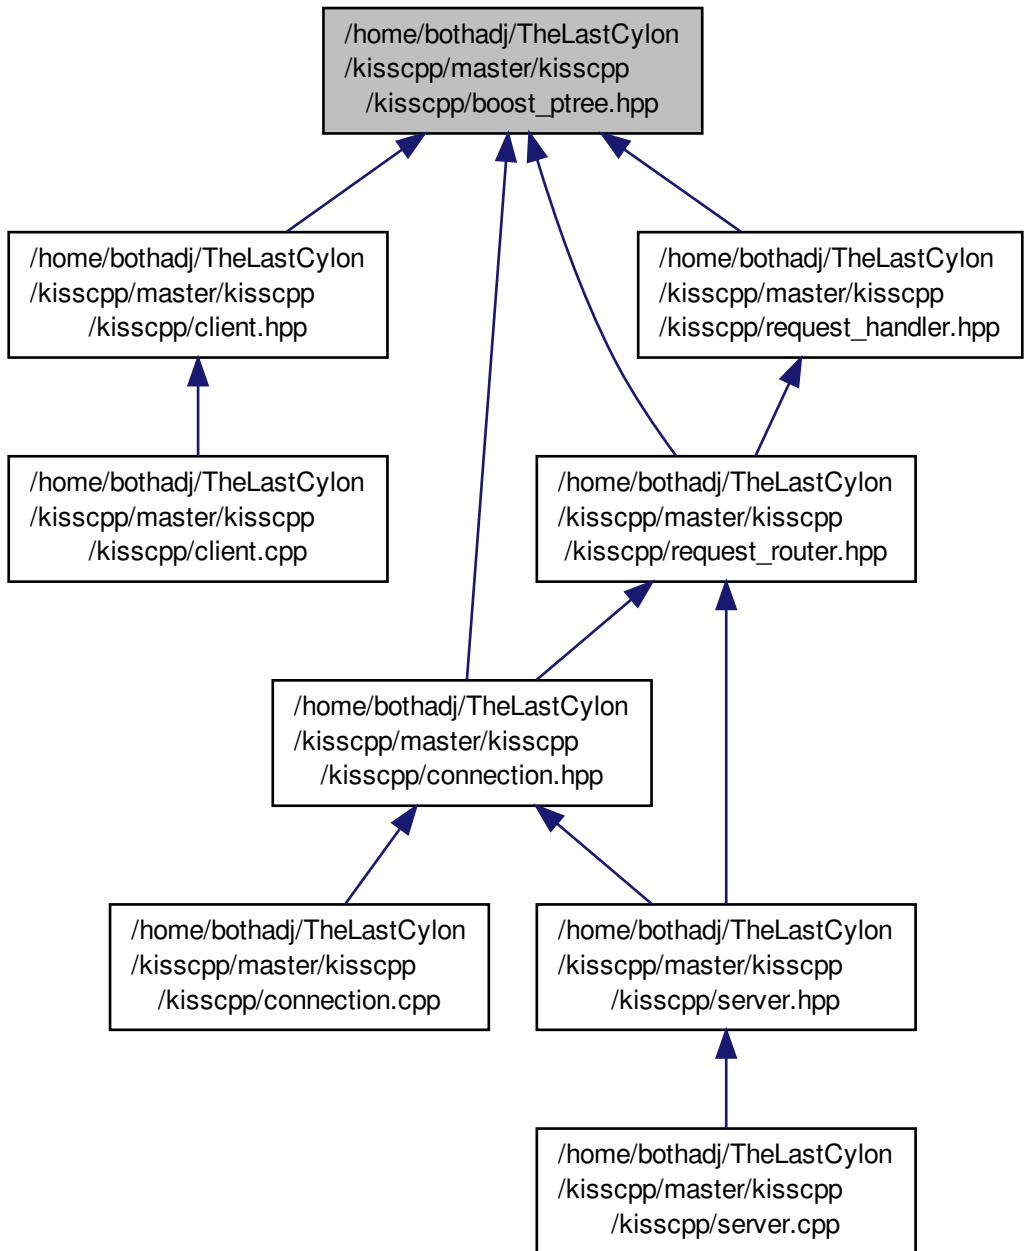 /home/bothadj/TheLastCylon
/kisscpp/master/kisscpp
/kisscpp/boost_ptree.hpp
/home/bothadj/TheLastCylon
/kisscpp/master/kisscpp
/kisscpp/client.hpp
/home/bothadj/TheLastCylon
/kisscpp/master/kisscpp
/kisscpp/request_handler.hpp
/home/bothadj/TheLastCylon
/kisscpp/master/kisscpp
/kisscpp/client.cpp
/home/bothadj/TheLastCylon
/kisscpp/master/kisscpp
/kisscpp/request_router.hpp
/home/bothadj/TheLastCylon
/kisscpp/master/kisscpp
/kisscpp/connection.hpp
/home/bothadj/TheLastCylon
/kisscpp/master/kisscpp
/kisscpp/connection.cpp
/home/bothadj/TheLastCylon
/kisscpp/master/kisscpp
/kisscpp/server.hpp
/home/bothadj/TheLastCylon
/kisscpp/master/kisscpp
/kisscpp/server.cpp